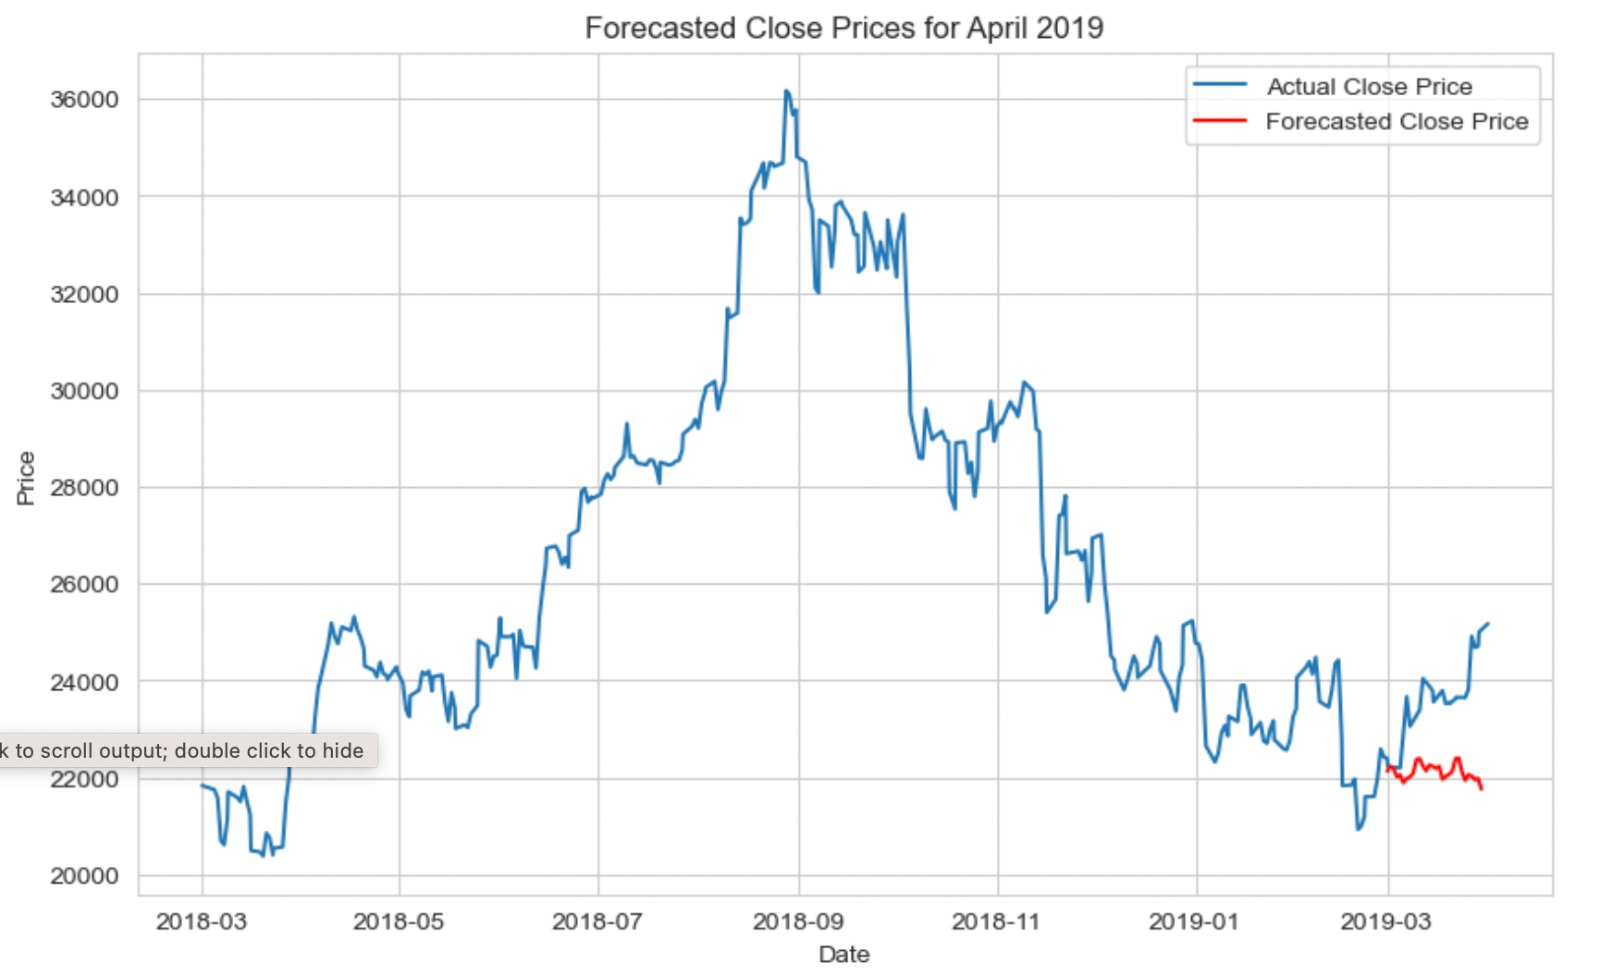 Forecasted Close Prices for April 2019
Actual Close Price
Forecasted Close Price
36000
34000
32000
30000
28000
26000
24000
22000
20000
Price
k to scroll output; double click to hide
2018-03 2018-05 2018-07 2018-09 2018-11 2019-01 2019-03
Date